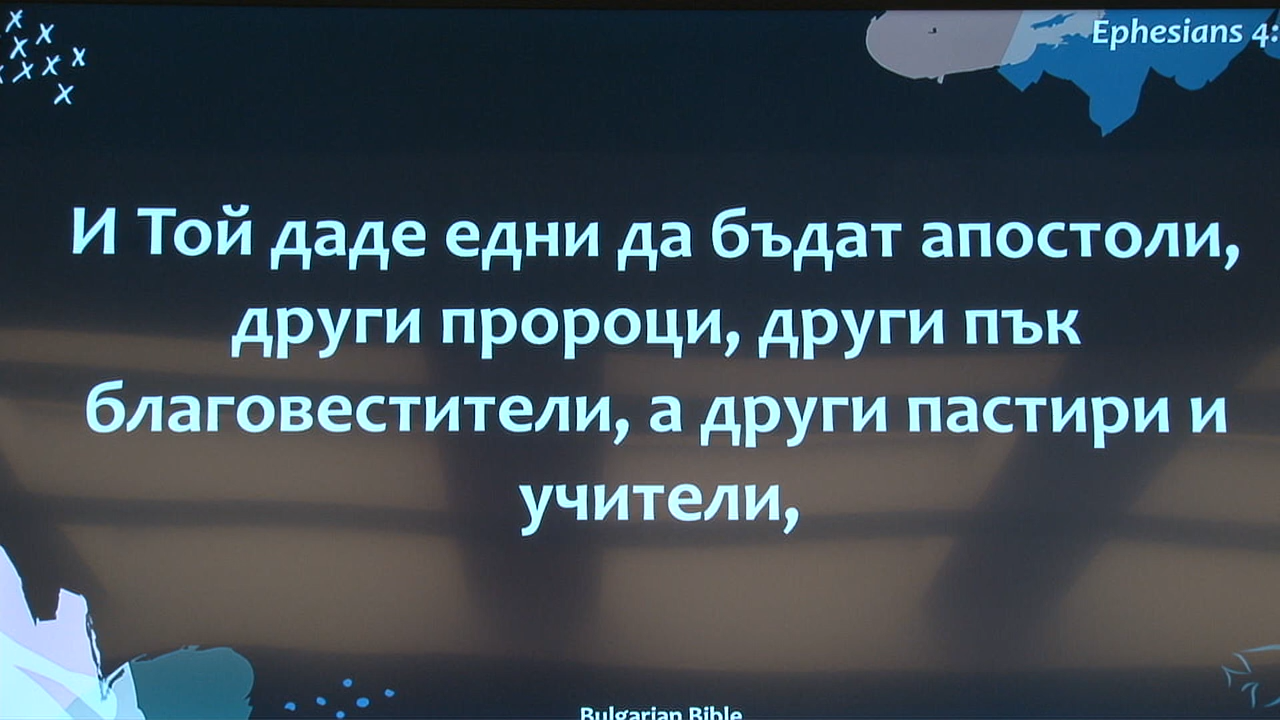 Ephesians 4:
И Той даде едни да бъдат апостоли,
други пророци, други пък
благовестители, а други пастири и
учители,
Bulgarian Bible